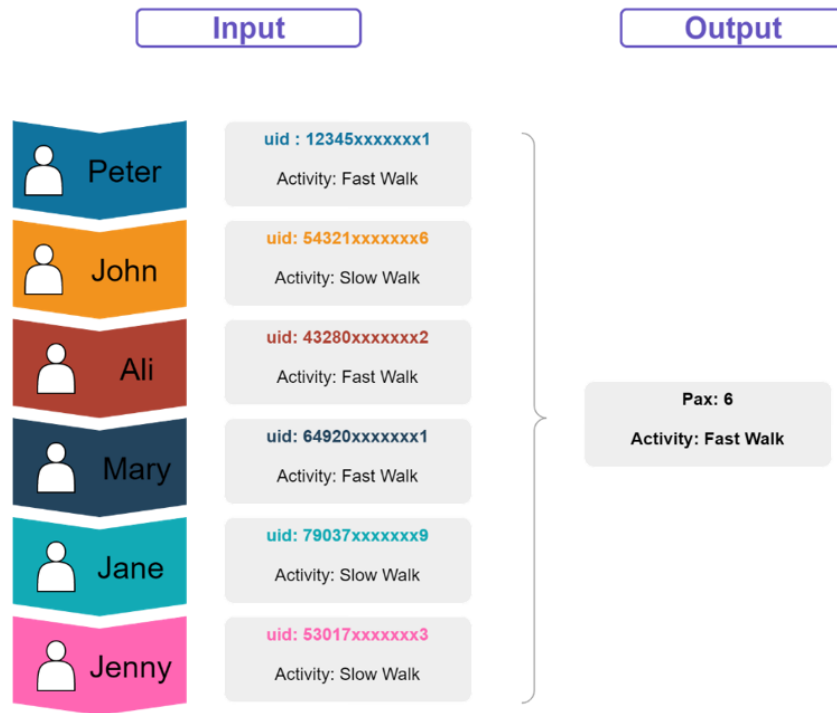 Input
Output
Peter
uid : 12345xxxxxxx1
Activity: Fast Walk
John
uid: 54321xxxxxxx6
Activity: Slow Walk
Ali
uid: 43280xxxxxxx2
Activity: Fast Walk
Mary
uid: 64920xxxxxxx1
Activity: Fast Walk
Jane
uid: 79037xxxxxxx9
Activity: Slow Walk
Jenny
uid: 53017xxxxxxx3
Activity: Slow Walk
Pax: 6
Activity: Fast Walk